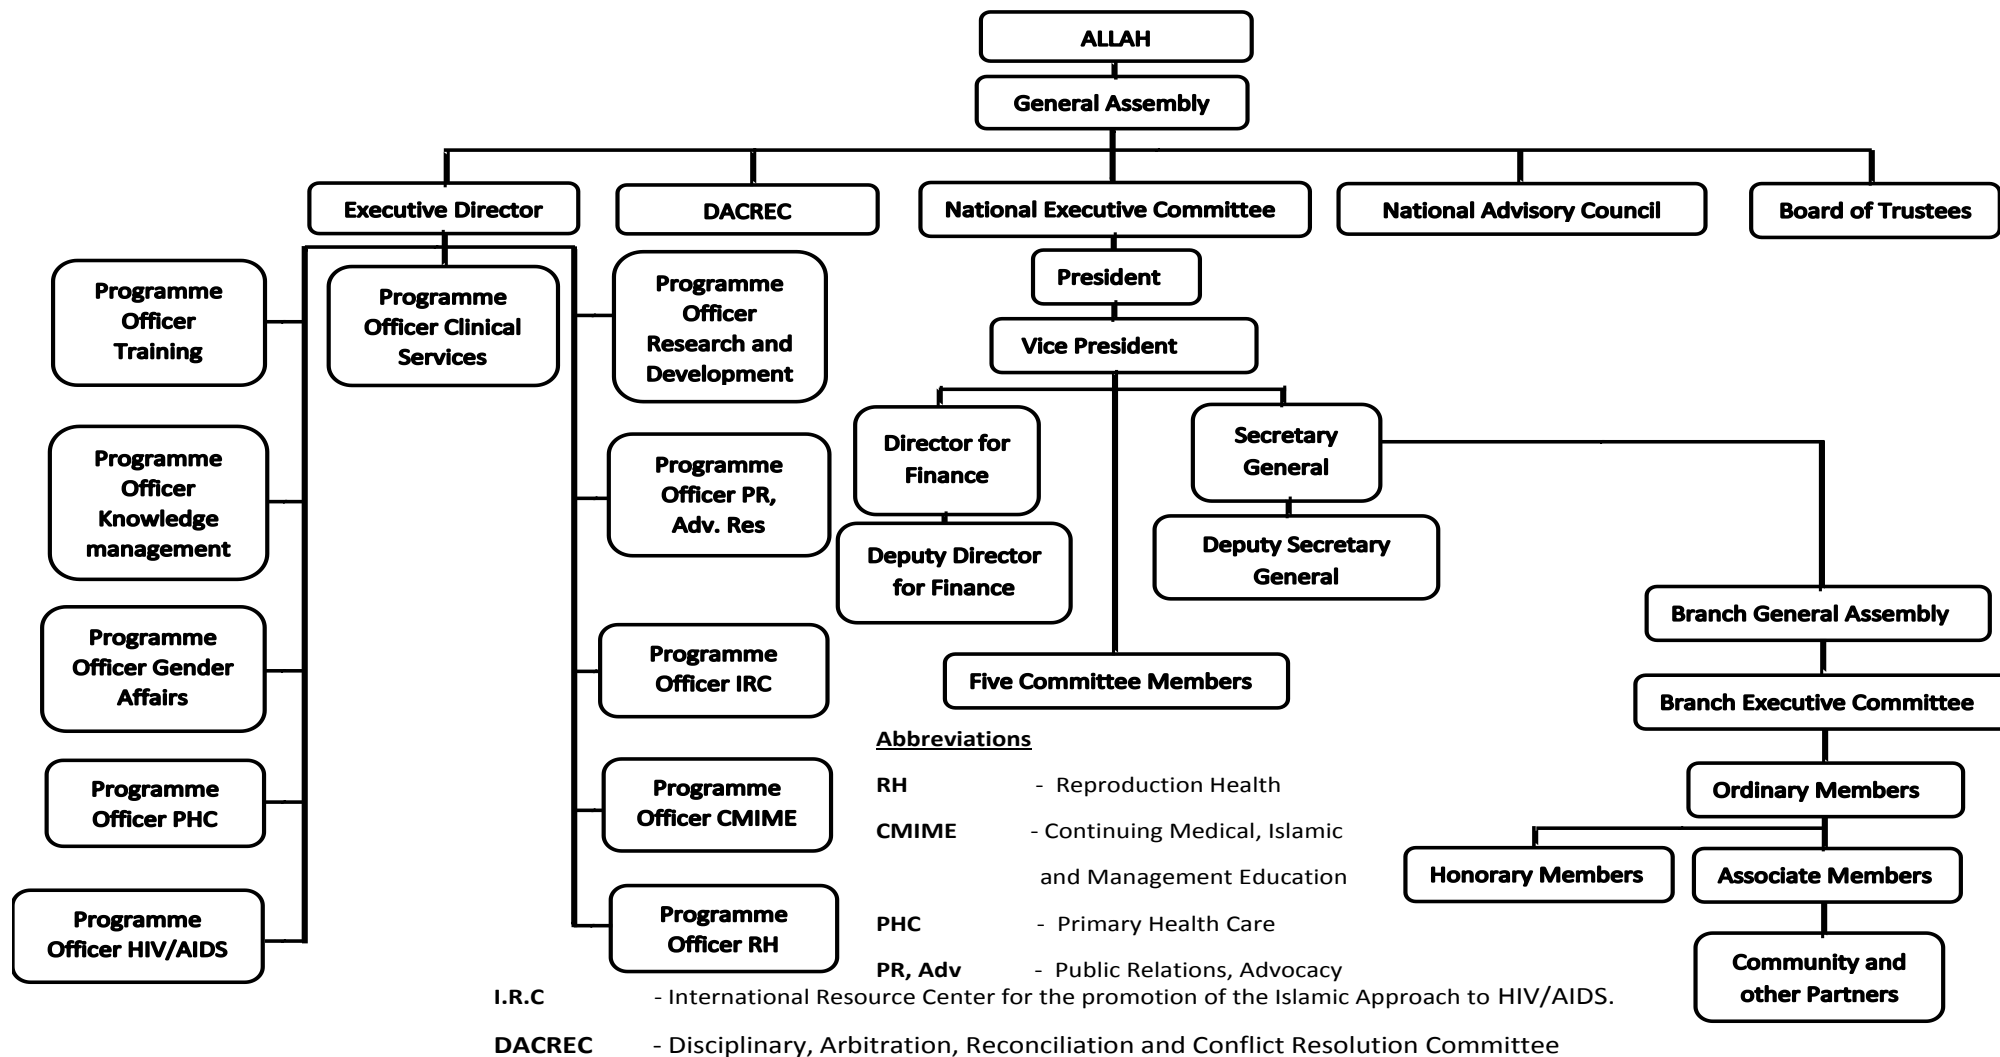 ALLAH
General Assembly
Executive Director
DACREC
National Executive Committee
National Advisory Council
Board of Trustees
Programme
Officer
Training
Programme
Officer Clinical
Services
Programme
Officer
Research and
Development
President
Vice President
Programme
Officer
Knowledge
management
Programme
Officer PR,
Adv. Res
Director for
Finance
Secretary
General
Deputy Director
for Finance
Deputy Secretary
General
Programme
Officer Gender
Affairs
Programme
Officer IRC
Five Committee Members
Branch General Assembly
Branch Executive Committee
Ordinary Members
Honorary Members
Associate Members
Community and
other Partners
Programme
Officer PHC
Programme
Officer CMIME
Programme
Officer HIV/AIDS
Programme
Officer RH
Abbreviations
RH - Reproduction Health
CMIME - Continuing Medical, Islamic
and Management Education
PHC - Primary Health Care
PR, Adv - Public Relations, Advocacy
I.R.C - International Resource Center for the promotion of the Islamic Approach to HIV/AIDS.
DACREC - Disciplinary, Arbitration, Reconciliation and Conflict Resolution Committee